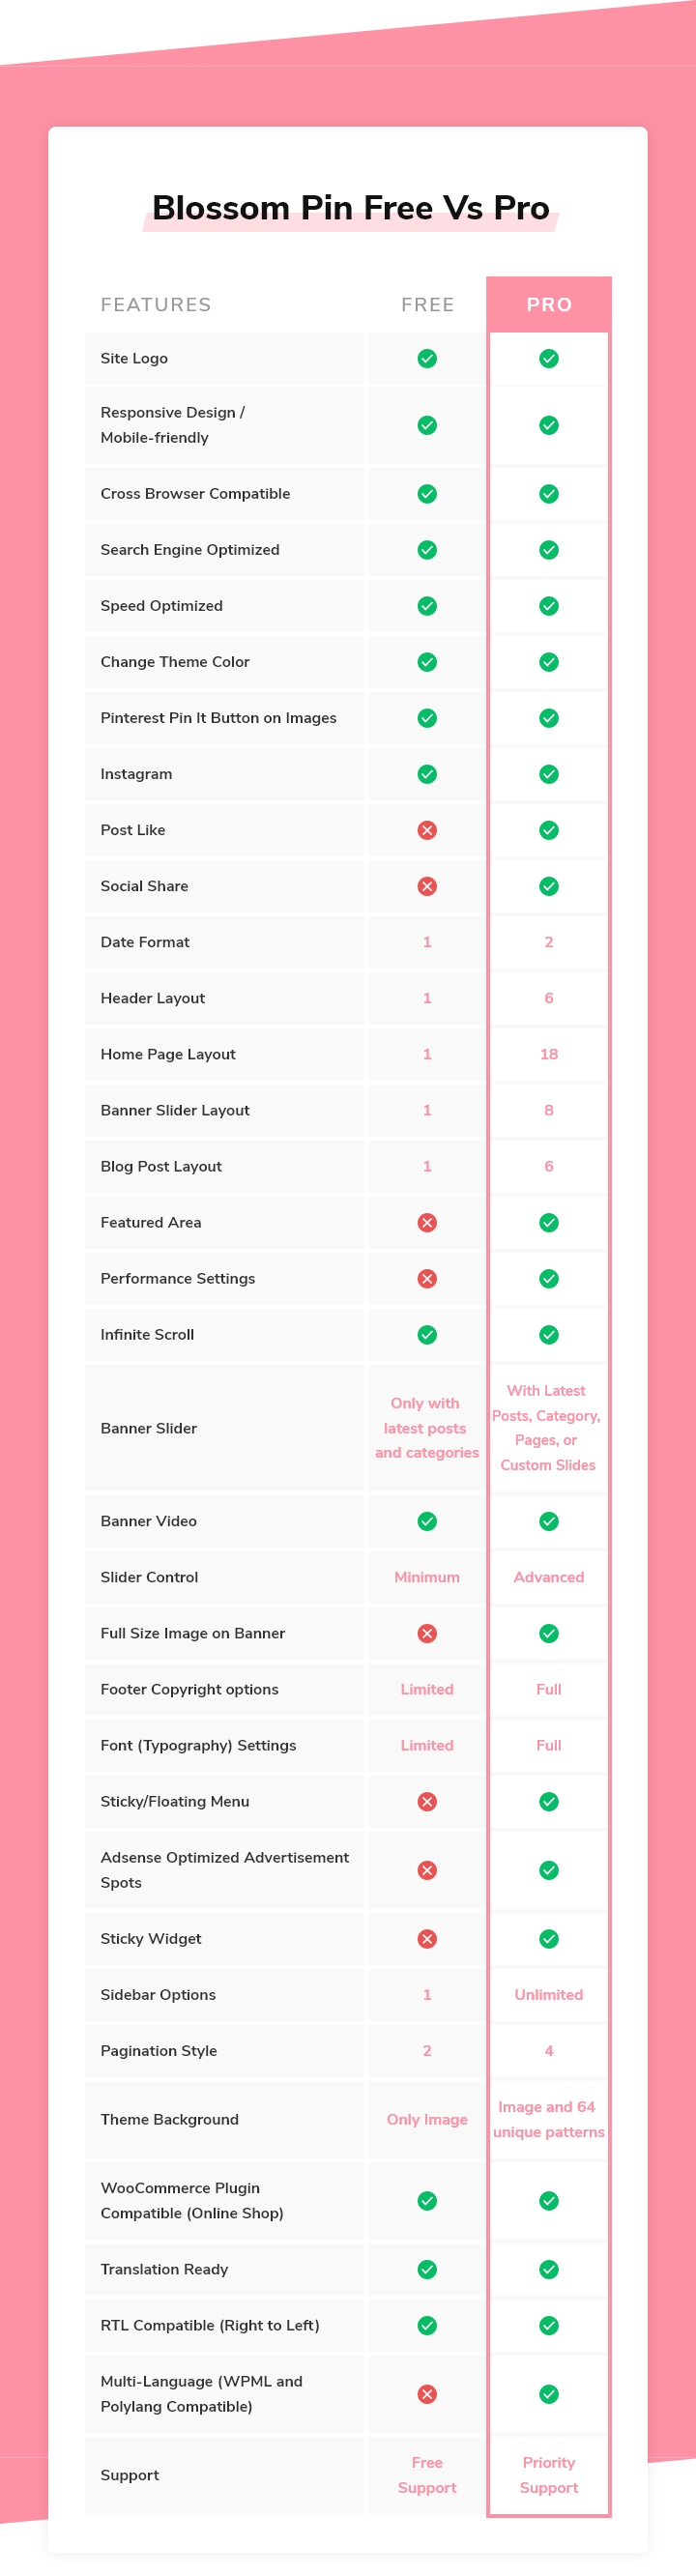 Blossom Pin Free Vs Pro
FEATURES FREE PRO
Site Logo
Responsive Design /
Mobile-friendly
Cross Browser Compatible
Search Engine Optimized
Speed Optimized
Change Theme Color
Pinterest Pin It Button on Images
Instagram
Post Like
Social Share
Date Format 1 2
Header Layout 1 6
Home Page Layout 1 18
Banner Slider Layout 1 8
Blog Post Layout 1 6
Featured Area
Performance Settings
Infinite Scroll
Banner Slider
Only with
latest posts
and categories
With Latest
Posts, Category,
Pages, or
Custom Slides
Banner Video
Slider Control Minimum Advanced
Full Size Image on Banner
Footer Copyright options Limited Full
Font (Typography) Settings Limited Full
Sticky/Floating Menu
Adsense Optimized Advertisement
Spots
Sticky Widget
Sidebar Options 1 Unlimited
Pagination Style 2 4
Theme Background Only Image
Image and 64
unique patterns
WooCommerce Plugin
Compatible (Online Shop)
Translation Ready
RTL Compatible (Right to Left)
Multi-Language (WPML and
Polylang Compatible)
Support
Free
Support
Priority
Support